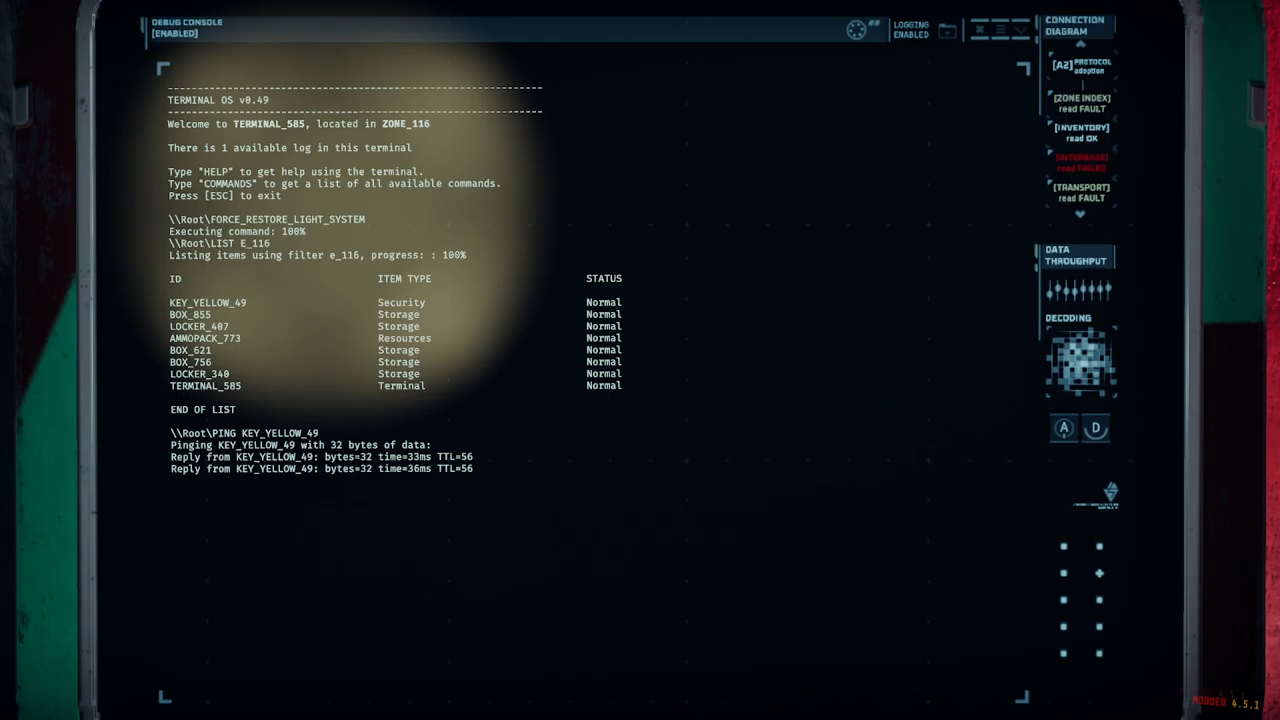 DEBUG CONSOLE
[ENABLED]
LOGGING
ENABLED
CONNECTION
DIAGRAM
[A2] PROTOCOL
adoption
[ZONE INDEX]
read FAULT
[INVENTORY]
read OK
[INTERBASE]
read FAILED
[TRANSPORT]
read FAULT
DATA
THROUGHPUT
DECODING
A D
--------------------------------------------------------------
TERMINAL OS v0.49
--------------------------------------------------------------
Welcome to TERMINAL_585, located in ZONE_116
There is 1 available log in this terminal
Type "HELP" to get help using the terminal.
Type "COMMANDS" to get a list of all available commands.
Press [ESC] to exit
\\Root\FORCE_RESTORE_LIGHT_SYSTEM
Executing command: 100%
\\Root\LIST E_116
Listing items using filter e_116, progress: : 100%
ID ITEM TYPE STATUS
KEY_YELLOW_49 Security Normal
BOX_855 Storage Normal
LOCKER_407 Storage Normal
AMMOPACK_773 Resources Normal
BOX_621 Storage Normal
BOX_756 Storage Normal
LOCKER_340 Storage Normal
TERMINAL_585 Terminal Normal
END OF LIST
\\Root\PING KEY_YELLOW_49
Pinging KEY_YELLOW_49 with 32 bytes of data:
Reply from KEY_YELLOW_49: bytes=32 time=33ms TTL=56
Reply from KEY_YELLOW_49: bytes=32 time=36ms TTL=56
MODDED 4.5.1